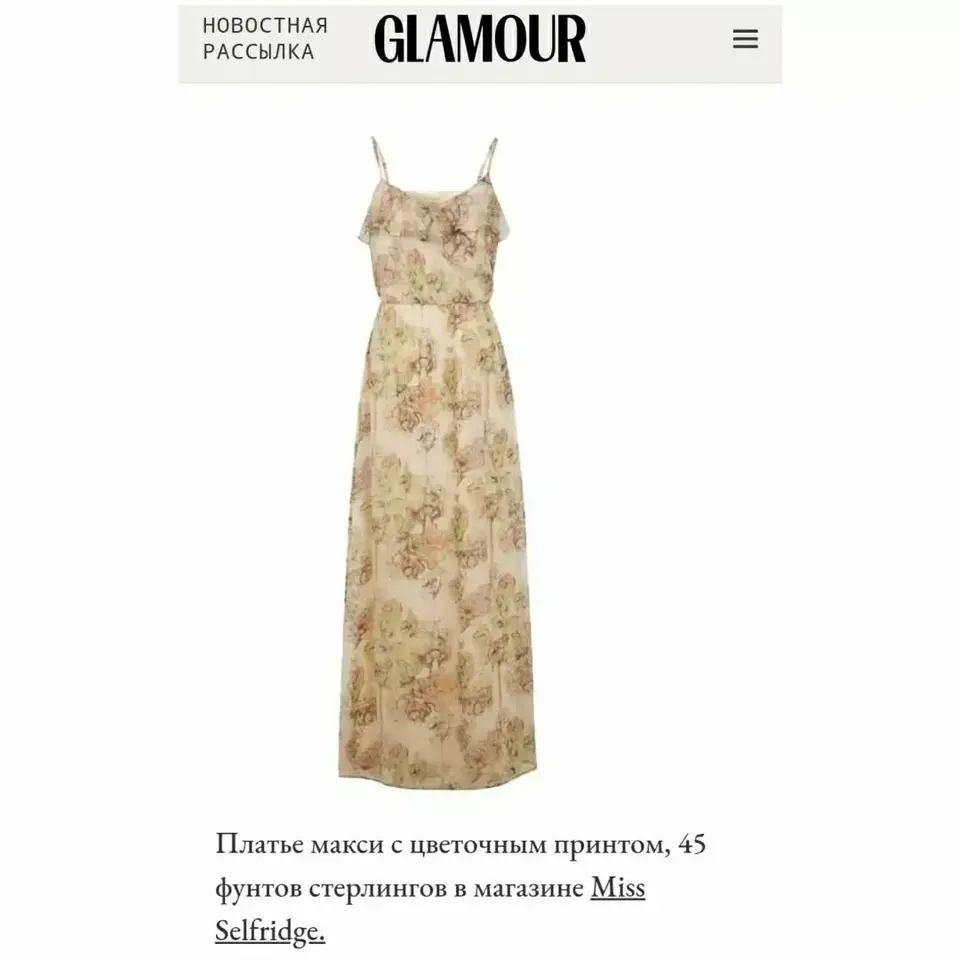 НОВОСТНАЯ
РАССЫЛКА
GLAMOUR
Платье макси с цветочным принтом, 45
фунтов стерлингов в магазине Miss
Selfridge.